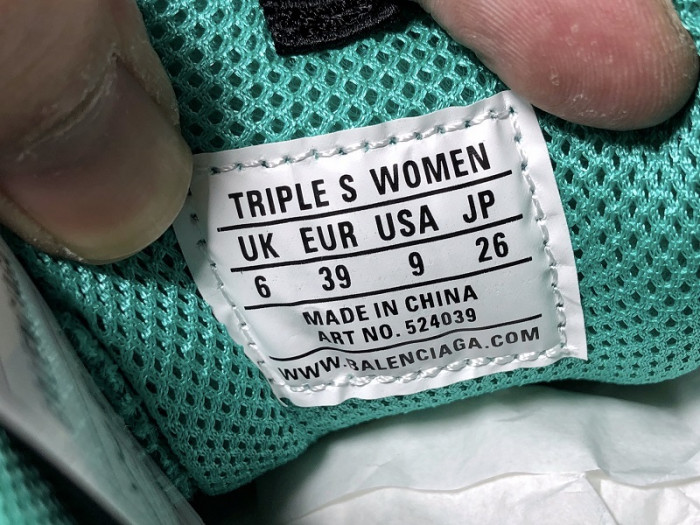 TRIPLE S WOMEN
UK EUR USA JP
6 39 9 26
MADE IN CHINA
ART NO. 524039
WWW.BALENCIAGA.COM